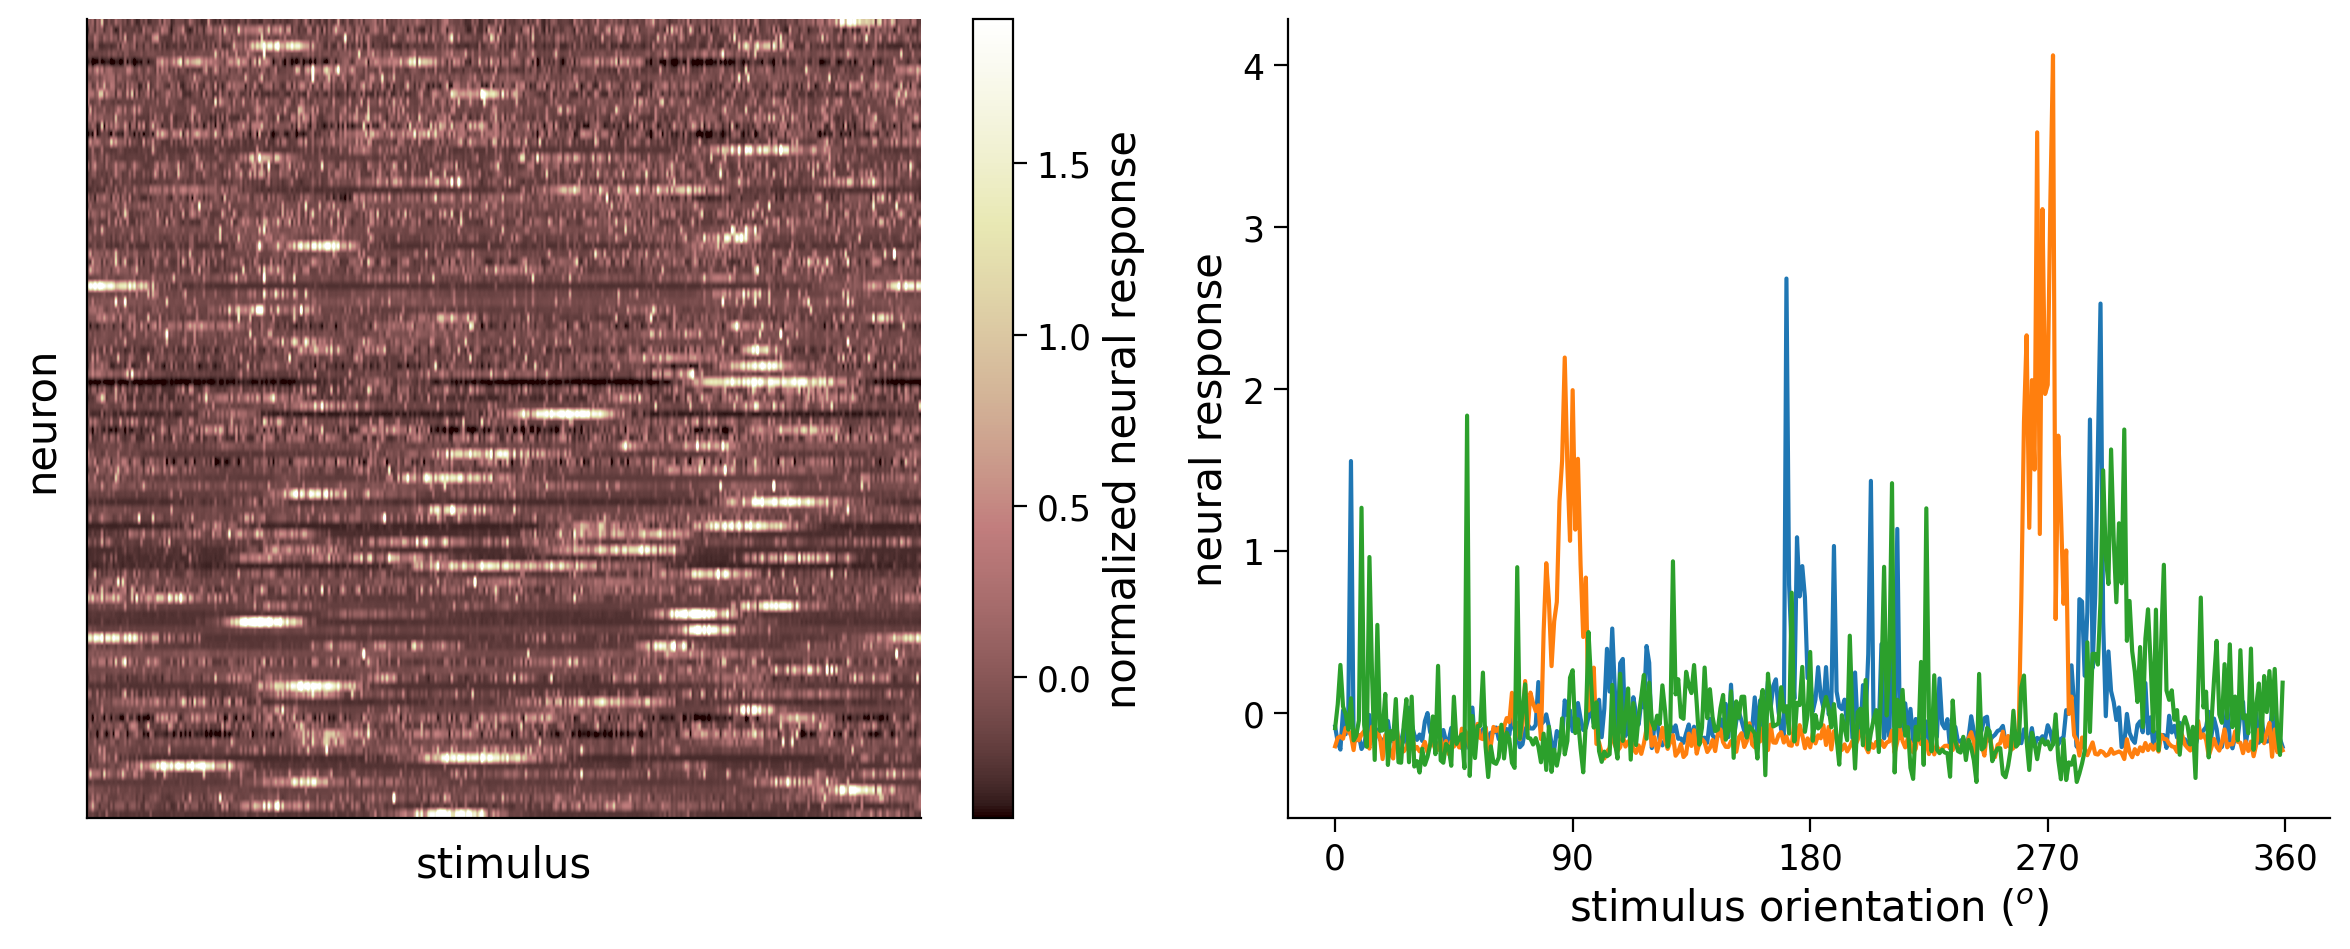 neuron
stimulus
1.5
1.0
0.5
0.0
normalized neural response
neural response
4
3
2
1
0
0 90 180 270 360
stimulus orientation (°)